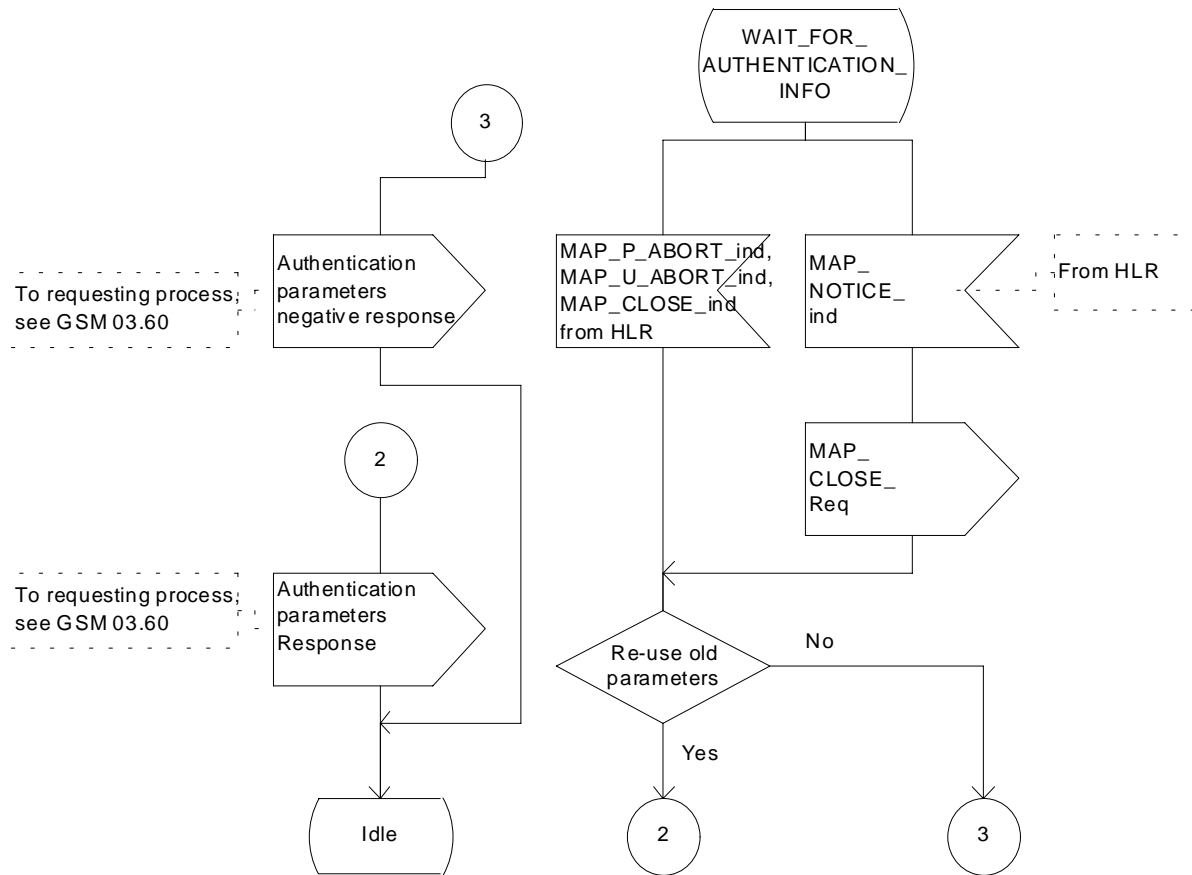 WAIT_FOR_
AUTHENTICATION_
INFO
3
Authentication
parameters
negative response
To requesting process,
see GSM 03.60
MAP_P_ABORT_ind,
MAP_U_ABORT_ind,
MAP_CLOSE_ind
from HLR
MAP_
NOTICE_
ind
From HLR
MAP_
CLOSE_
Req
2
Authentication
parameters
Response
To requesting process,
see GSM 03.60
Re-use old
parameters
No
Yes
Idle
2
3